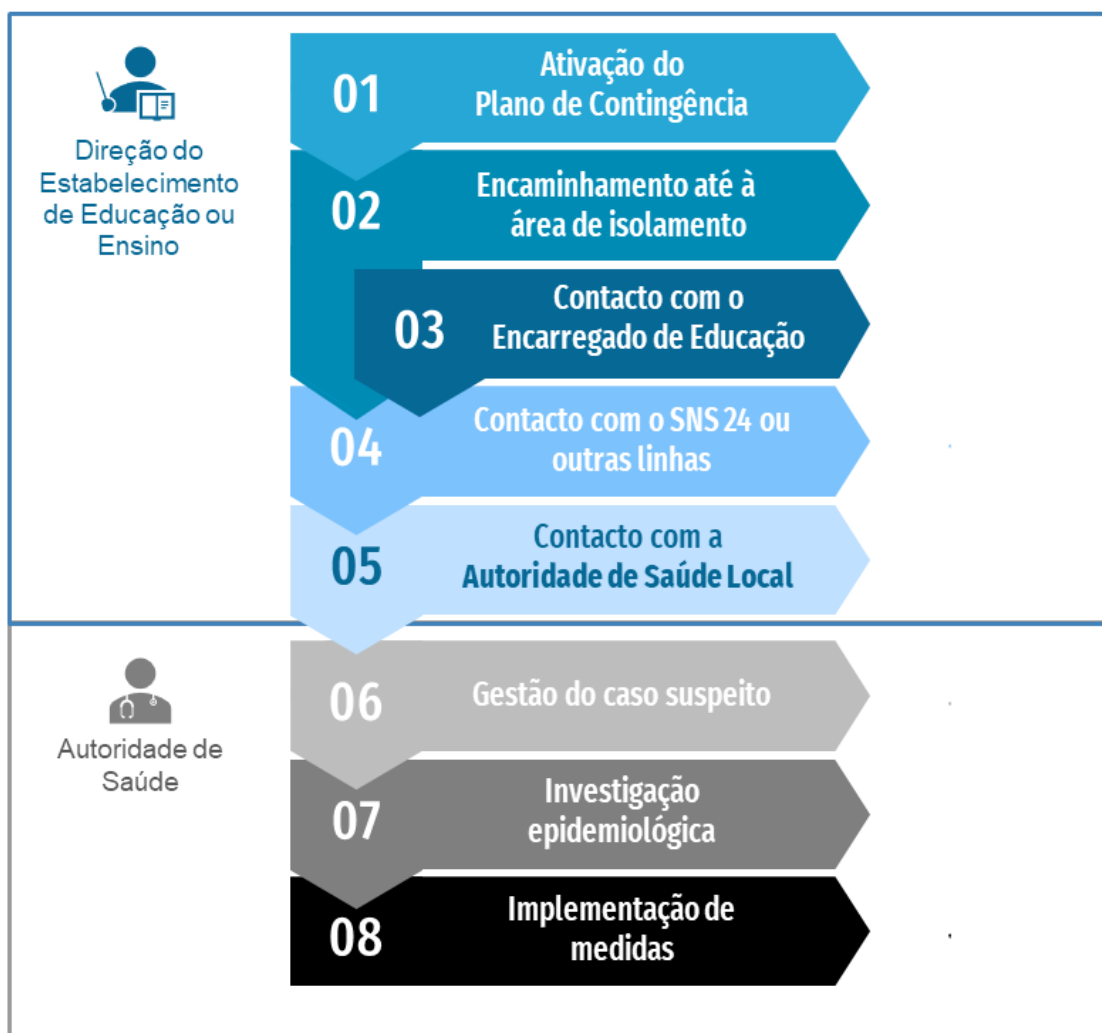 Direção do
Estabelecimento
de Educação ou
Ensino
01
Ativação do
Plano de Contingência
02
Encaminhamento até à
área de isolamento
03
Contacto com o
Encarregado de Educação
04
Contacto com o SNS 24 ou
outras linhas
05
Contacto com a
Autoridade de Saúde Local
Autoridade de
Saúde
06
Gestão do caso suspeito
07
Investigação
epidemiológica
08
Implementação de
medidas